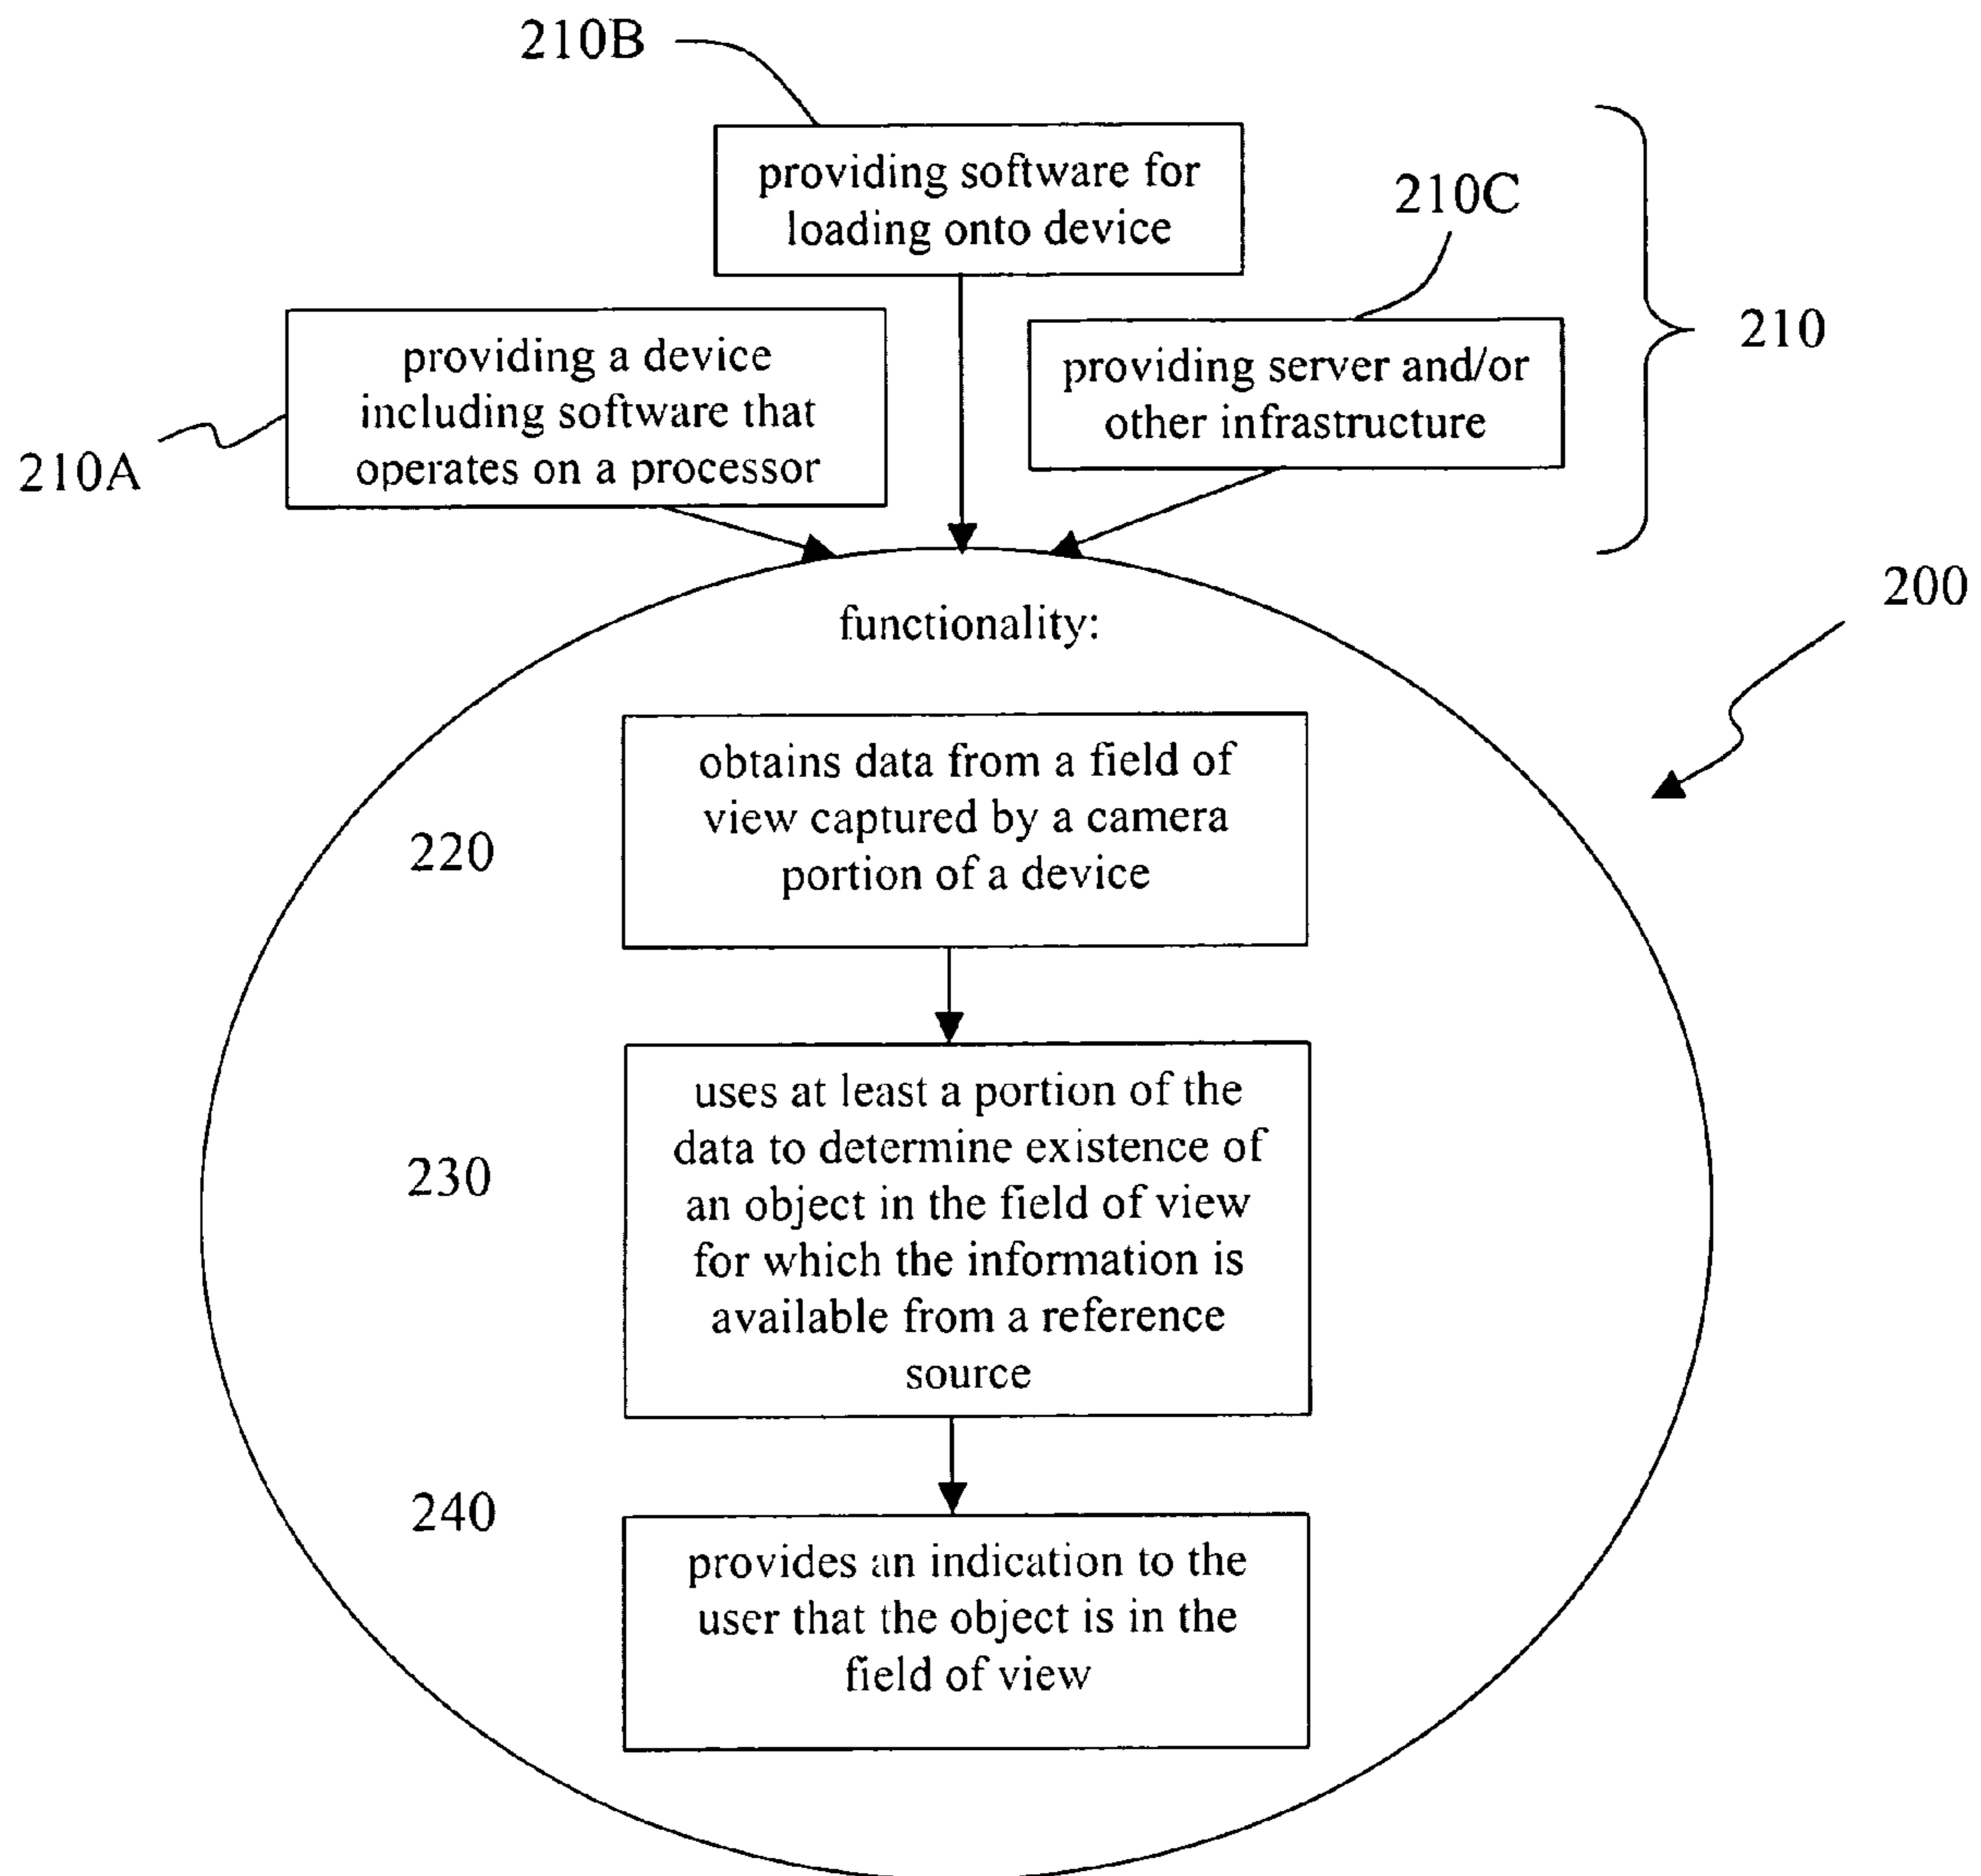 210B
providing software for
loading onto device
210C
210
providing a device
including software that
operates on a processor
providing server and/or
other infrastructure
210A
200
functionality:
220
obtains data from a field of
view captured by a camera
portion of a device
230
uses at least a portion of the
data to determine existence of
an object in the field of view
for which the information is
available from a reference
source
240
provides an indication to the
user that the object is in the
field of view